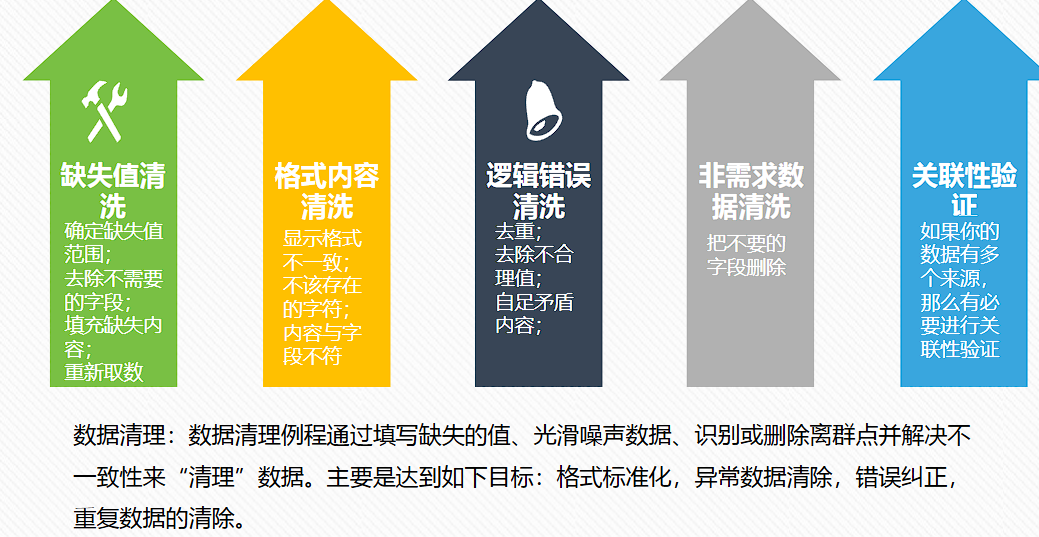 缺失值清
洗
确定缺失值
范围；
去除不需要
的字段；
填充缺失内
容；
重新取数
格式内容
清洗
显示格式
不一致；
不该存在
的字符；
内容与字
段不符
逻辑错误
清洗
去重；
去除不合
理值；
自足矛盾
内容；
非需求数
据清洗
把不要的
字段删除
关联性验
证
如果你的
数据有多
个来源，
那么有必
要进行关
联性验证
数据清理：数据清理例程通过填写缺失的值、光滑噪声数据、识别或删除离群点并解决不
一致性来“清理”数据。主要是达到如下目标：格式标准化，异常数据清除，错误纠正，
重复数据的清除。